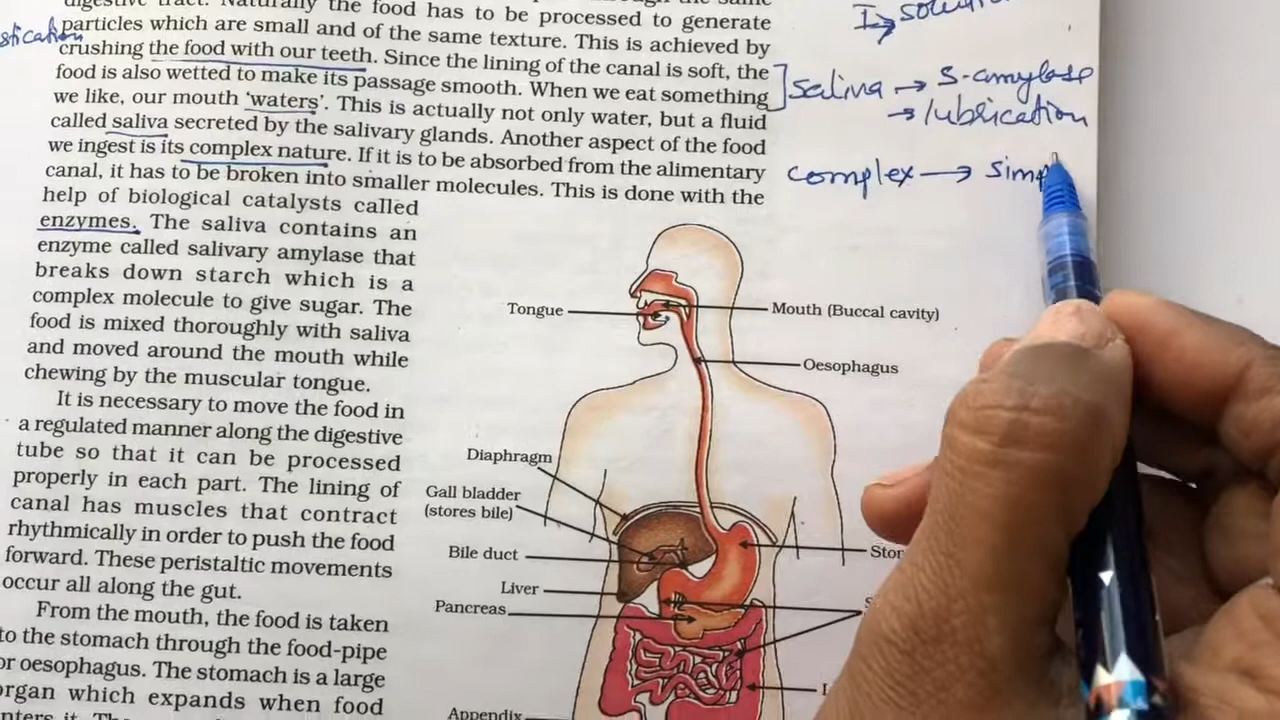 digestive tract. Naturally the food has to be processed to generate
particles which are small and of the same texture. This is achieved by
crushing the food with our teeth. Since the lining of the canal is soft, the
food is also wetted to make its passage smooth. When we eat something
we like, our mouth ‘waters’. This is actually not only water, but a fluid
called saliva secreted by the salivary glands. Another aspect of the food
we ingest is its complex nature. If it is to be absorbed from the alimentary
canal, it has to be broken into smaller molecules. This is done with the
help of biological catalysts called
enzymes. The saliva contains an
enzyme called salivary amylase that
breaks down starch which is a
complex molecule to give sugar. The
food is mixed thoroughly with saliva
and moved around the mouth while
chewing by the muscular tongue.
It is necessary to move the food in
a regulated manner along the digestive
tube so that it can be processed
properly in each part. The lining of
canal has muscles that contract
rhythmically in order to push the food
forward. These peristaltic movements
occur all along the gut.
From the mouth, the food is taken
to the stomach through the food-pipe
or oesophagus. The stomach is a large
organ which expands when food
saliva → S-amylase
→ lubrication
complex → simp
Tongue
Mouth (Buccal cavity)
Oesophagus
Diaphragm
Gall bladder
(stores bile)
Bile duct
Liver
Pancreas
Appendix